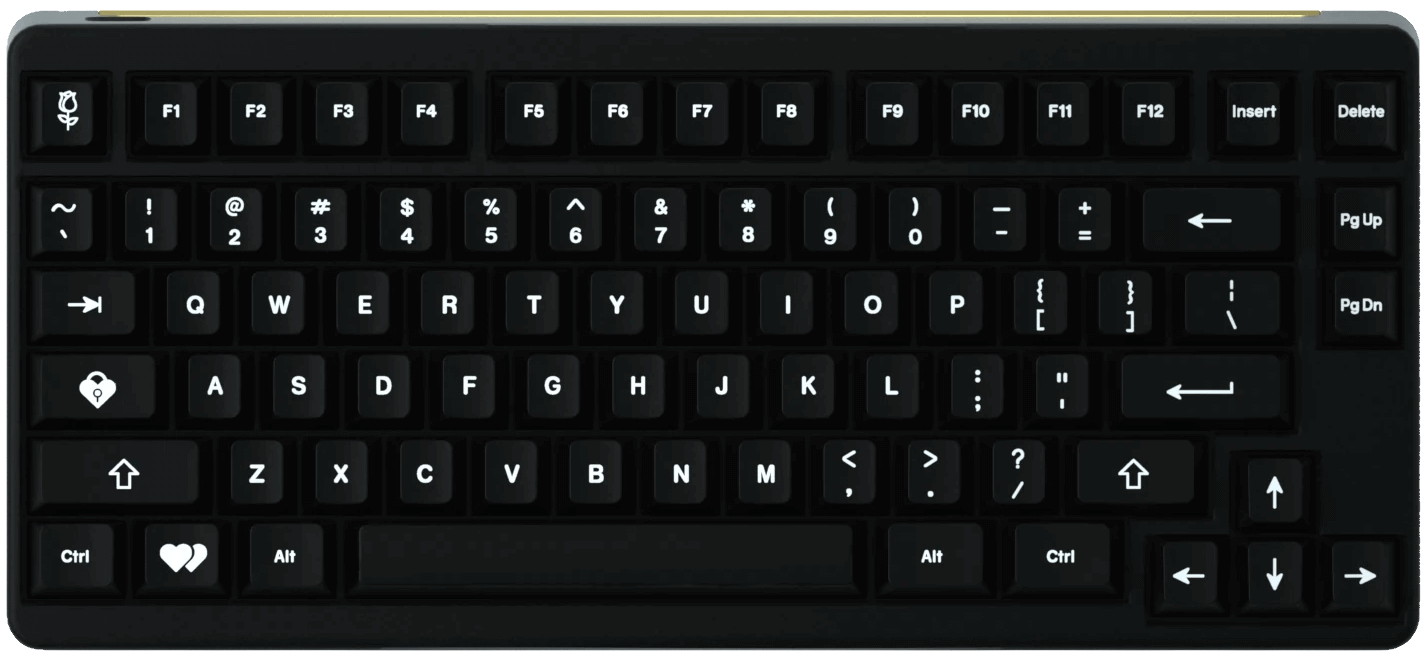 F1 F2 F3 F4 F5 F6 F7 F8 F9 F10 F11 F12 Insert Delete
~ ! @ # $ % ^ & * ( ) — +
` 1 2 3 4 5 6 7 8 9 0 - = ← Pg Up
{ } ¦
⇥ Q W E R T Y U I O P [ ] \ Pg Dn
: "
A S D F G H J K L ; ' ↵
< > ?
⇧ Z X C V B N M , . / ⇧ ↑
Ctrl Alt Alt Ctrl ← ↓ →